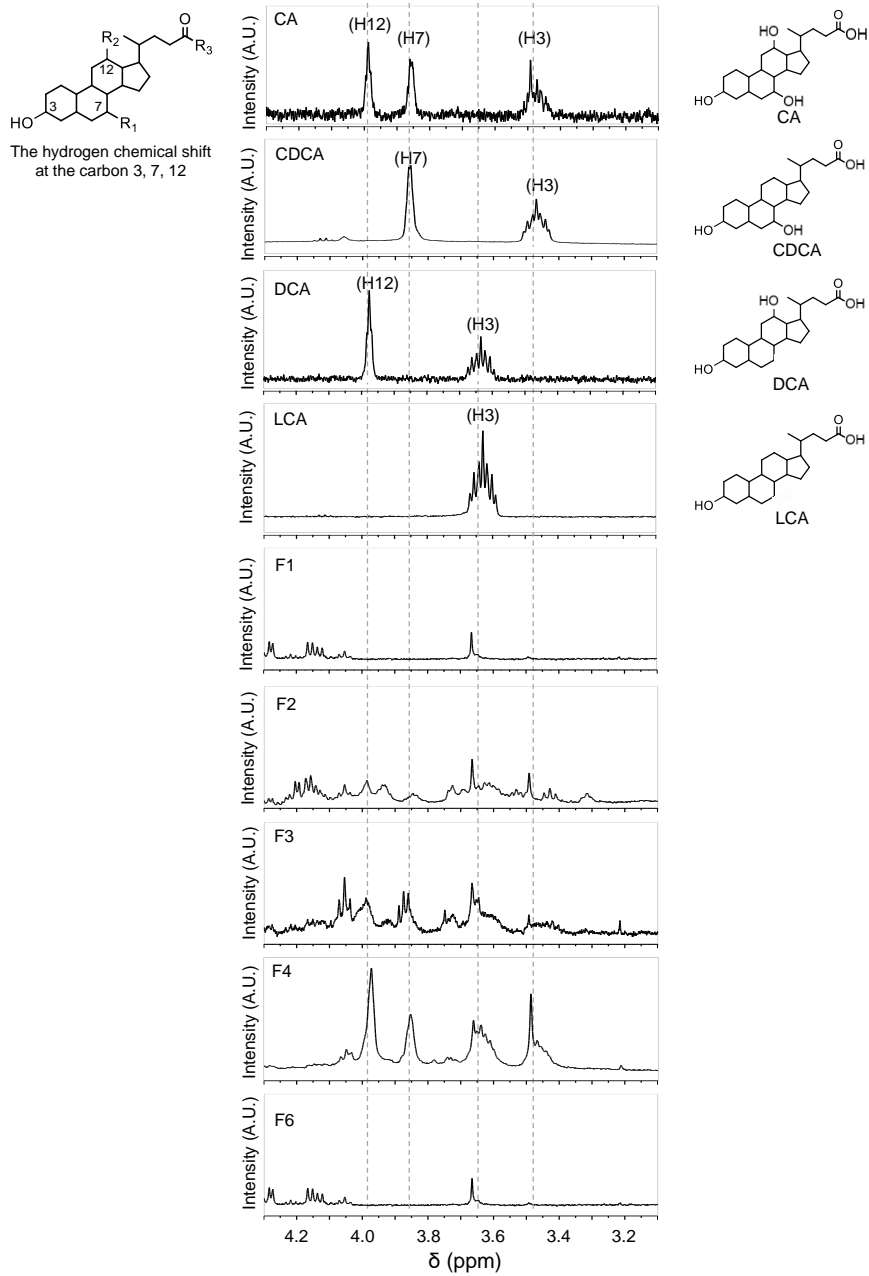 O
R₂
R₃
12
3
7
HO
R₁
The hydrogen chemical shift
at the carbon 3, 7, 12
Intensity (A.U.)
CA
(H12)
(H7)
(H3)
HO
O
OH
HO
OH
CA
Intensity (A.U.)
CDCA
(H7)
(H3)
O
OH
HO
OH
CDCA
Intensity (A.U.)
DCA
(H12)
(H3)
HO
O
OH
HO
DCA
Intensity (A.U.)
LCA
(H3)
O
OH
HO
LCA
Intensity (A.U.)
F1
Intensity (A.U.)
F2
Intensity (A.U.)
F3
Intensity (A.U.)
F4
Intensity (A.U.)
F6
4.2 4.0 3.8 3.6 3.4 3.2
δ (ppm)